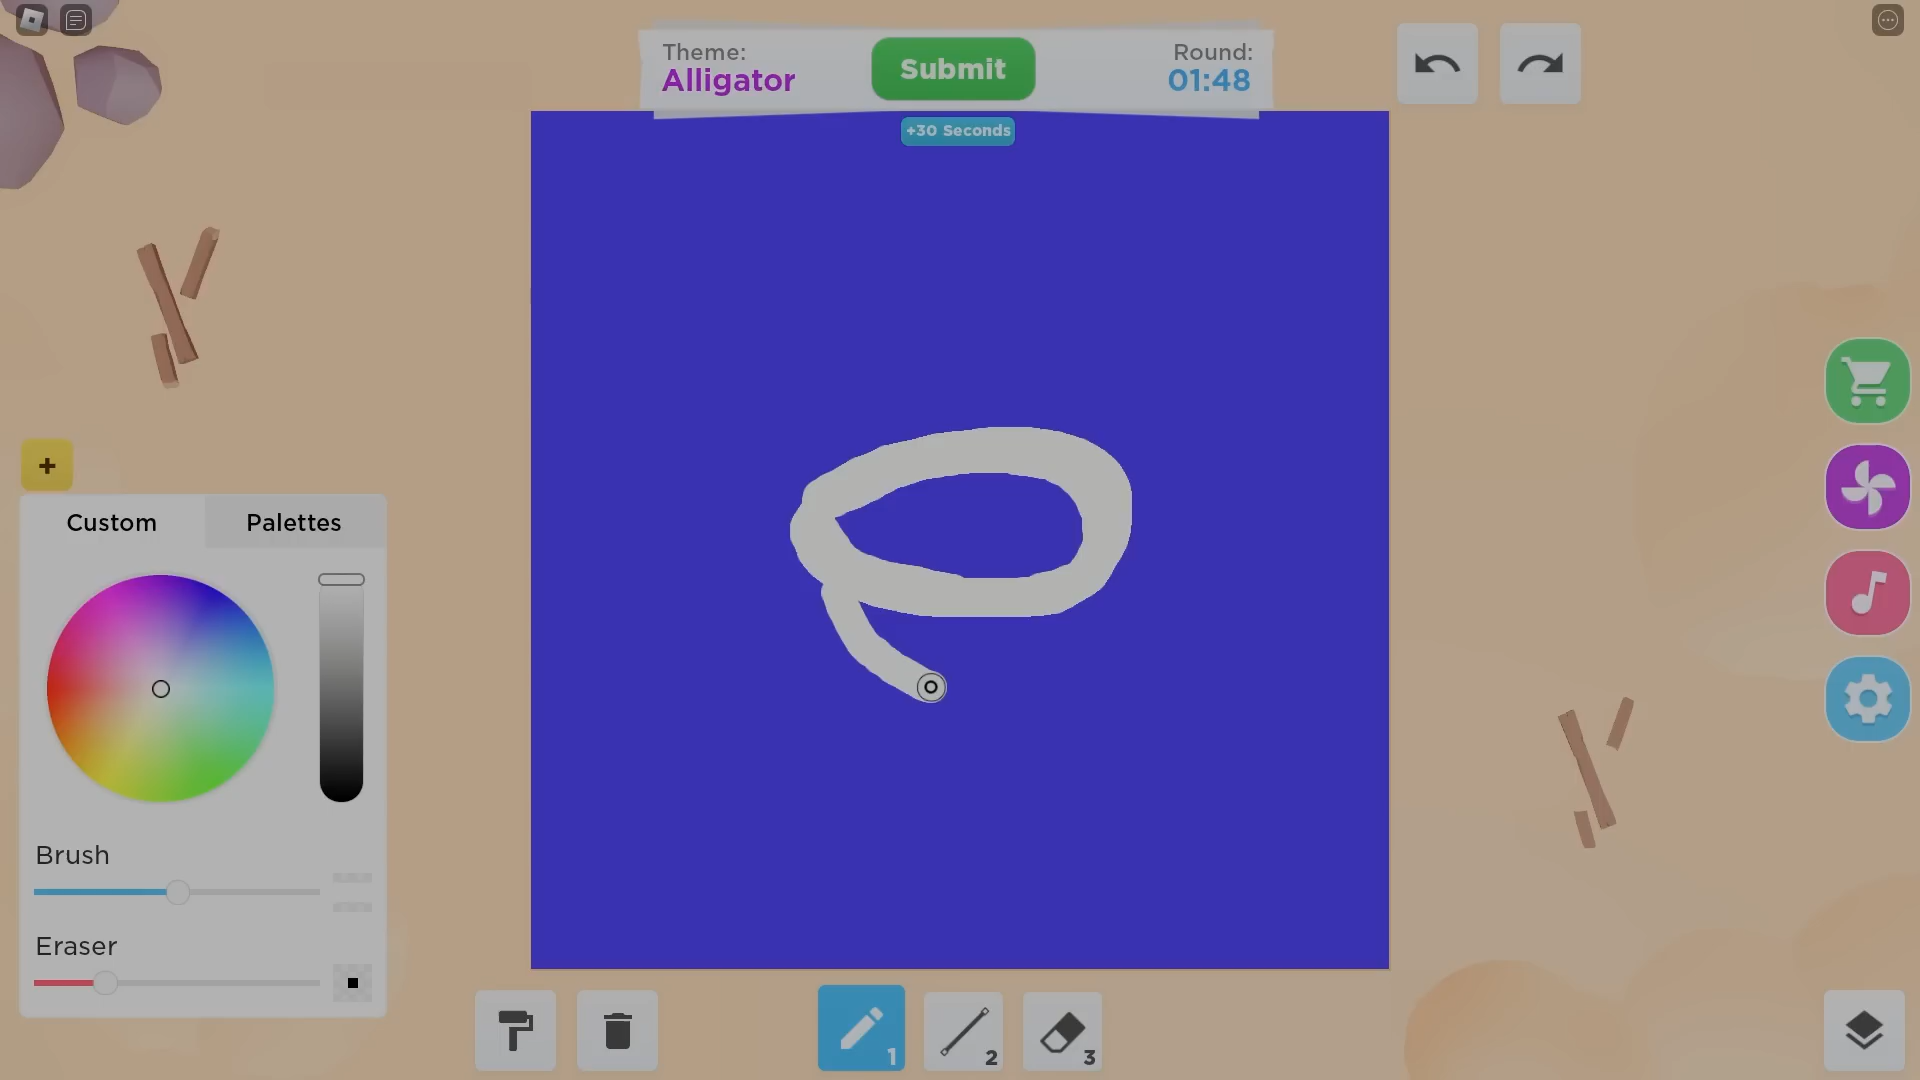 Theme:
Alligator
Submit
Round:
01:48
+30 Seconds
+
Custom
Palettes
Brush
Eraser
1
2
3